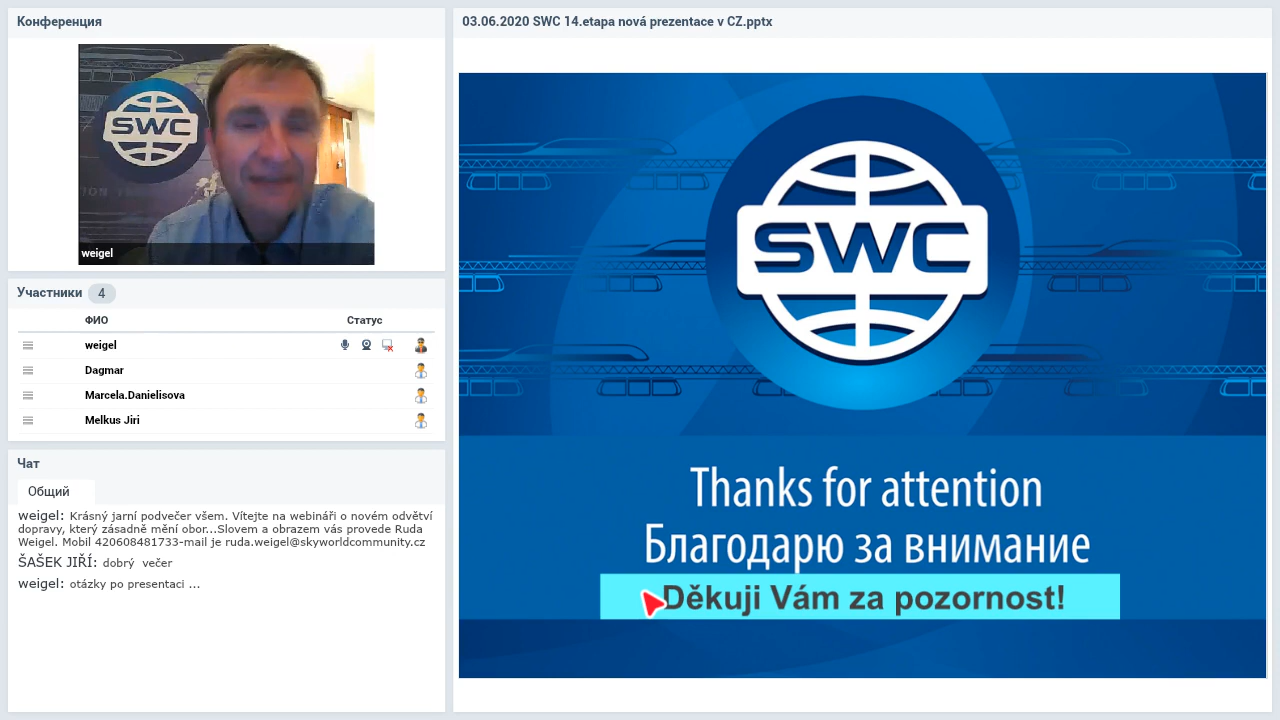 Конференция
SWC
weigel
Участники 4
ФИО Статус
weigel
Dagmar
Marcela.Danielisova
Melkus Jiri
Чат
Общий
weigel: Krásný jarní podvečer všem. Vítejte na webináři o novém odvětví
dopravy, který zásadně mění obor...Slovem a obrazem vás provede Ruda
Weigel. Mobil 420608481733-mail je ruda.weigel@skyworldcommunity.cz
ŠAŠEK JIŘÍ: dobrý večer
weigel: otázky po presentaci ...
03.06.2020 SWC 14.etapa nová prezentace v CZ.pptx
SWC
Thanks for attention
Благодарю за внимание
Děkuji Vám za pozornost!